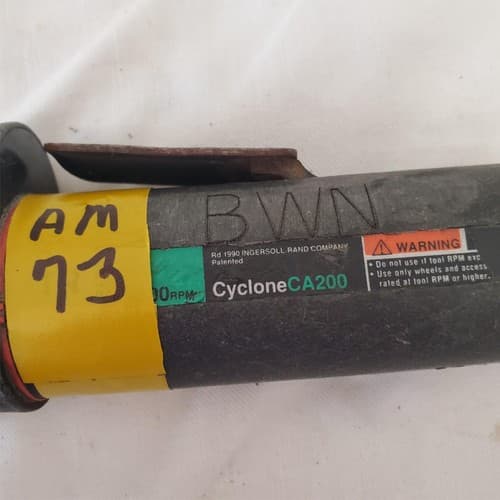 AM
73
BWN
Rd 1990 INGERSOLL-RAND COMPANY
Patented
00RPM
CycloneCA200
WARNING
• Do not use if tool RPM exc
• Use only wheels and access
rated at tool RPM or higher.